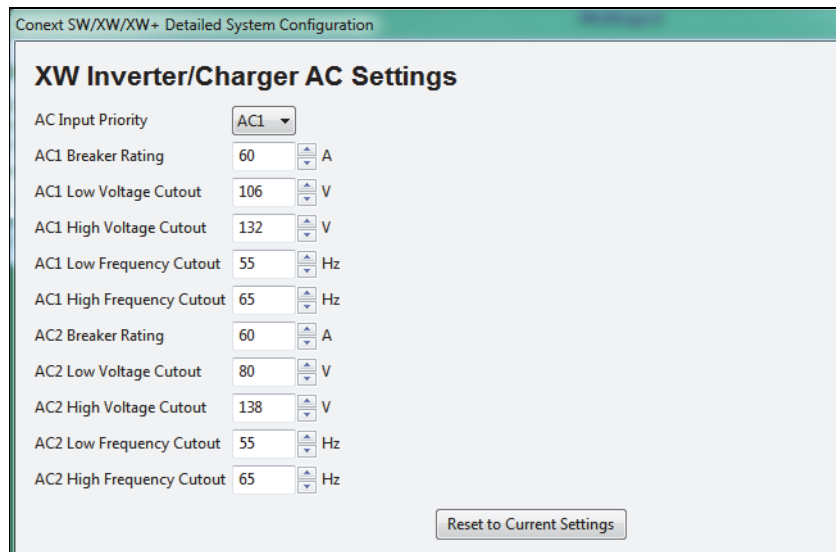 Conext SW/XW/XW+ Detailed System Configuration
XW Inverter/Charger AC Settings
AC Input Priority AC1
AC1 Breaker Rating 60 A
AC1 Low Voltage Cutout 106 V
AC1 High Voltage Cutout 132 V
AC1 Low Frequency Cutout 55 Hz
AC1 High Frequency Cutout 65 Hz
AC2 Breaker Rating 60 A
AC2 Low Voltage Cutout 80 V
AC2 High Voltage Cutout 138 V
AC2 Low Frequency Cutout 55 Hz
AC2 High Frequency Cutout 65 Hz
Reset to Current Settings